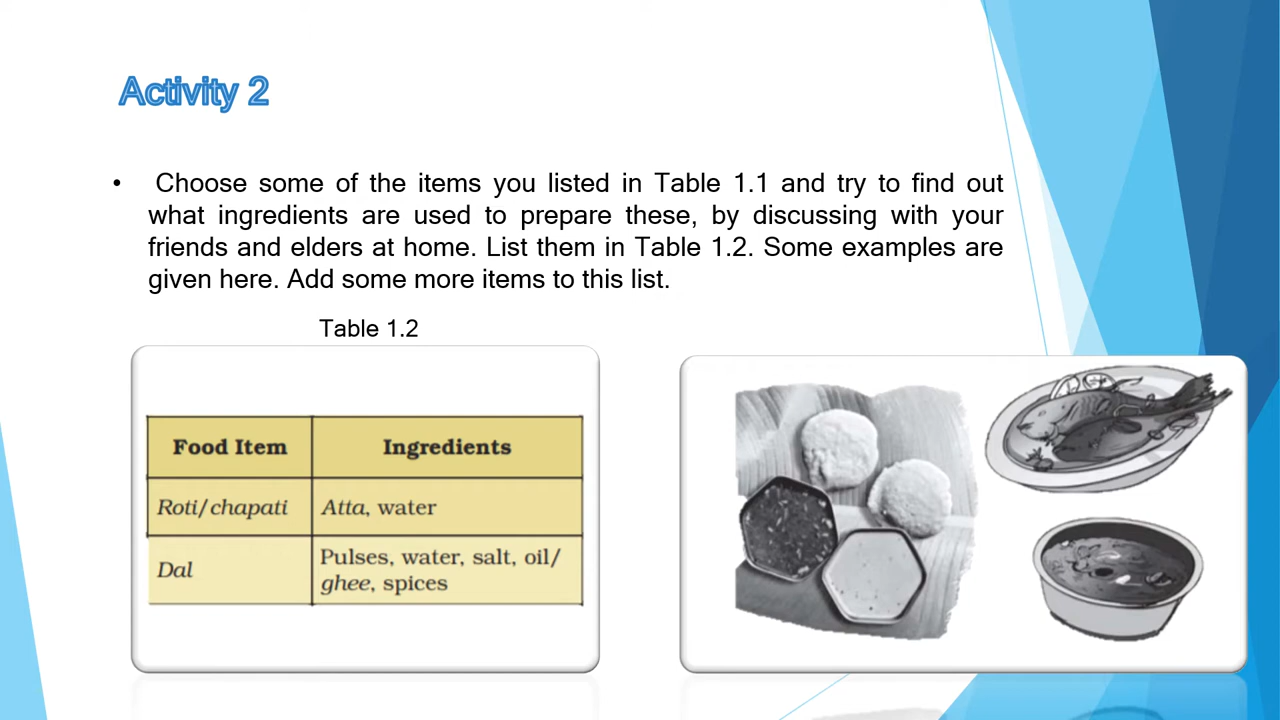 Activity 2
• Choose some of the items you listed in Table 1.1 and try to find out
what ingredients are used to prepare these, by discussing with your
friends and elders at home. List them in Table 1.2. Some examples are
given here. Add some more items to this list.
Table 1.2
Food Item Ingredients
Roti/chapati Atta, water
Dal Pulses, water, salt, oil/
ghee, spices